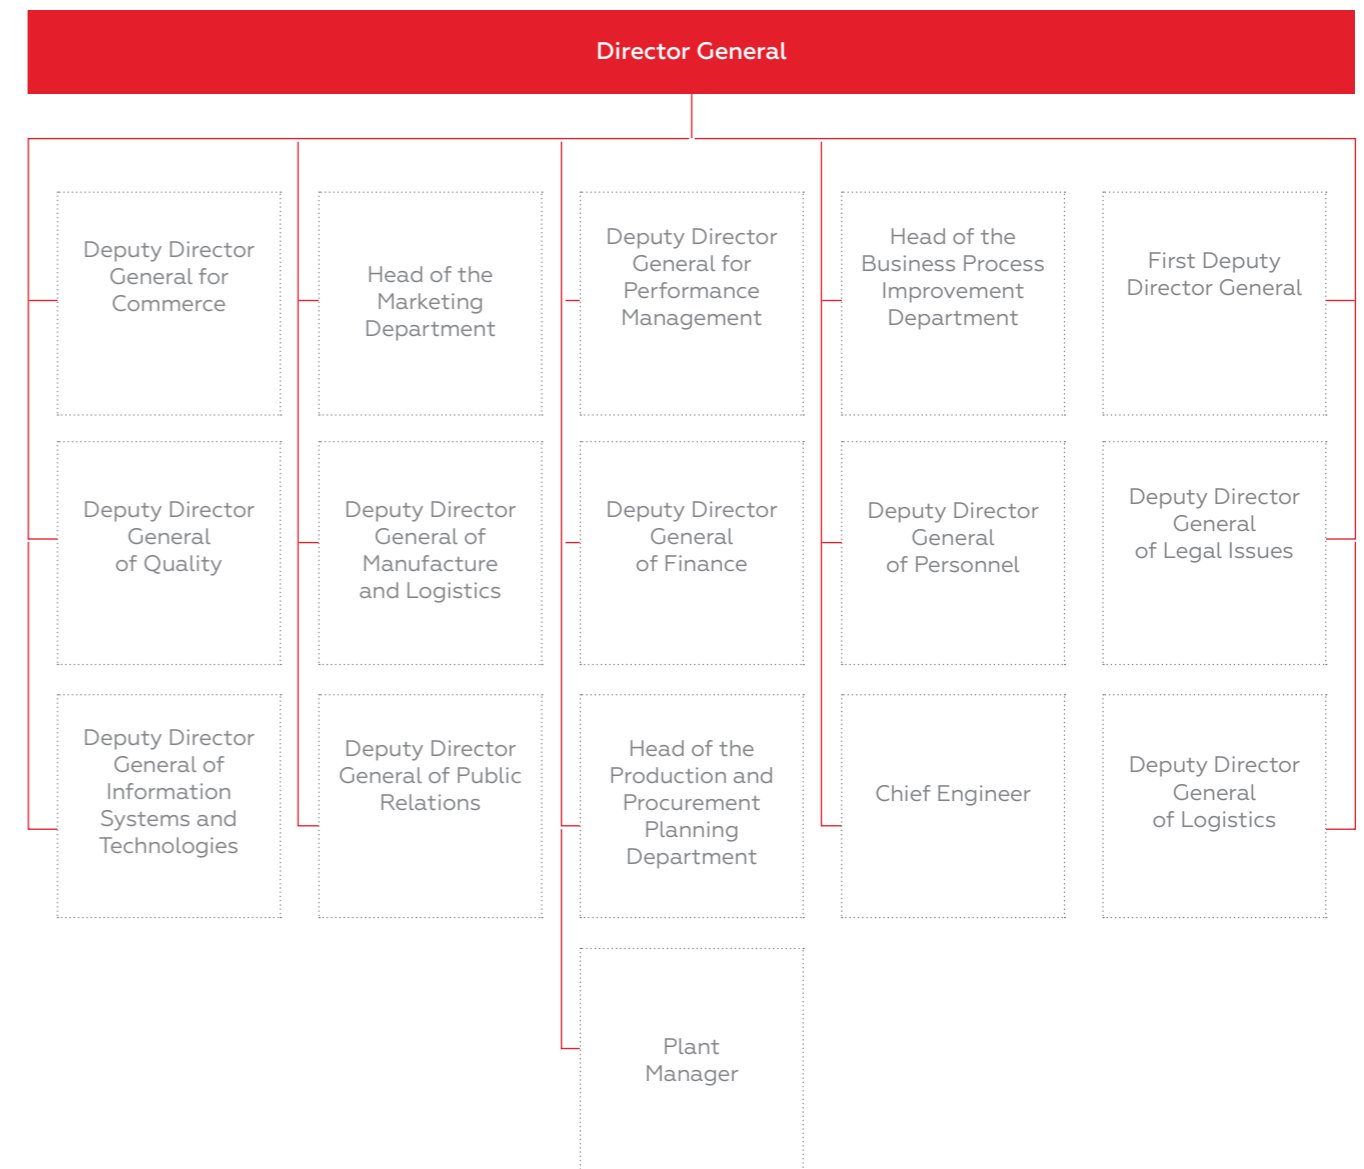 Director General
Deputy Director
General for
Commerce
Head of the
Marketing
Department
Deputy Director
General for
Performance
Management
Head of the
Business Process
Improvement
Department
First Deputy
Director General
Deputy Director
General
of Quality
Deputy Director
General of
Manufacture
and Logistics
Deputy Director
General
of Finance
Deputy Director
General
of Personnel
Deputy Director
General
of Legal Issues
Deputy Director
General of
Information
Systems and
Technologies
Deputy Director
General of Public
Relations
Head of the
Production and
Procurement
Planning
Department
Chief Engineer
Deputy Director
General
of Logistics
Plant
Manager